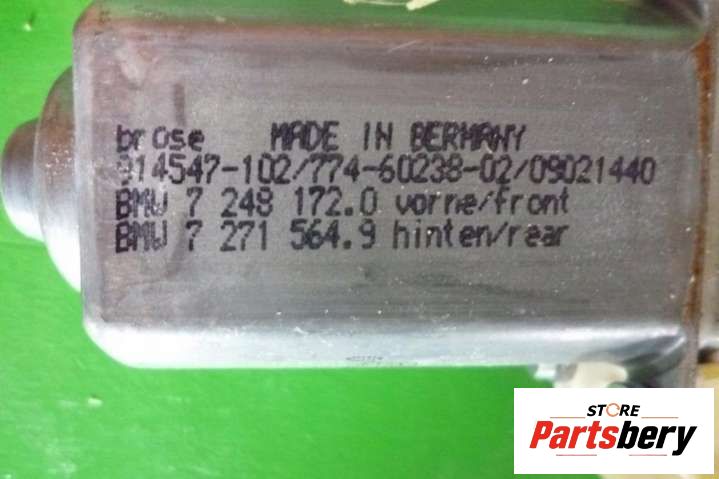 brose MADE IN GERMANY
914547-102/774-60238-02/09021440
BMW 7 248 172.0 vorne/front
BMW 7 271 564.9 hinten/rear
STORE
Partsbery